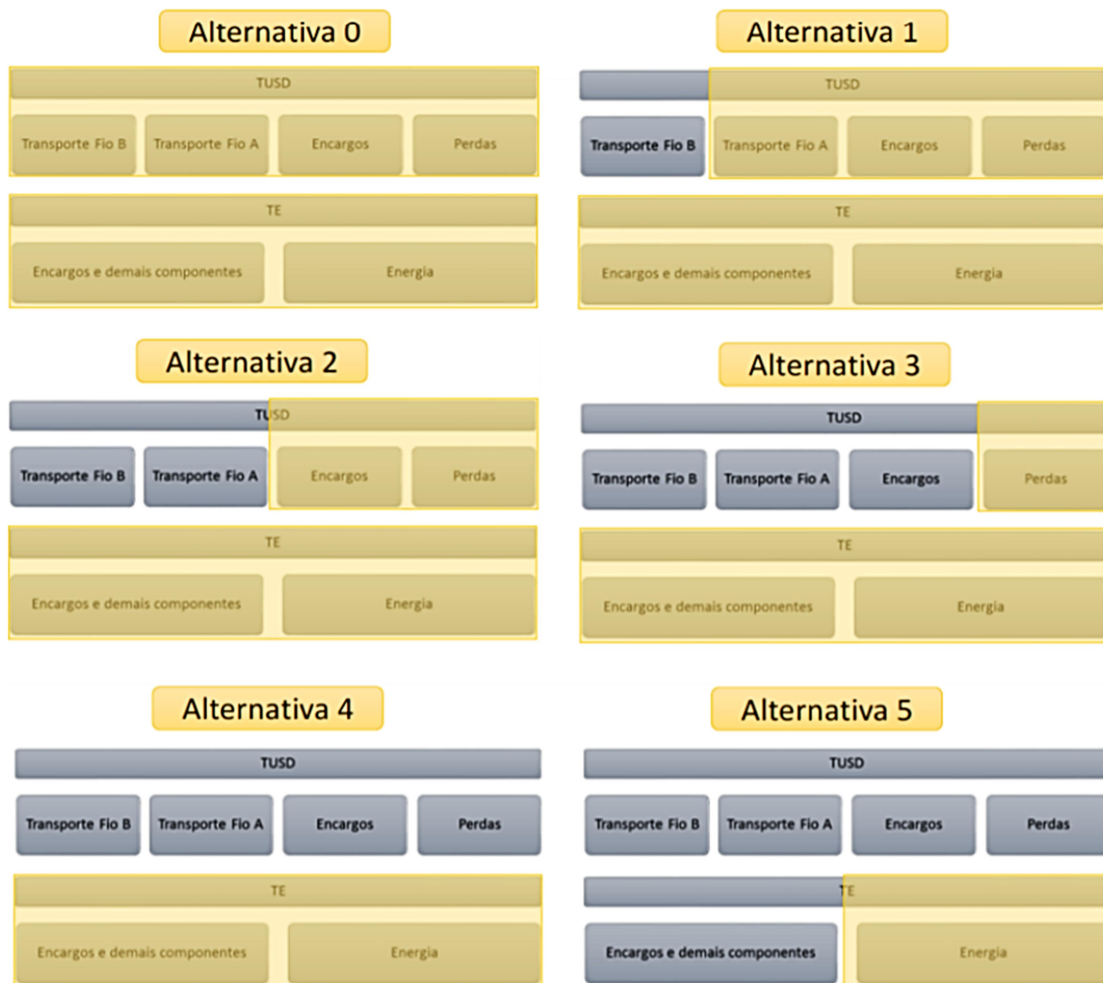 Alternativa 0
TUSD
Transporte Fio B Transporte Fio A Encargos Perdas
TE
Encargos e demais componentes Energia
Alternativa 1
TUSD
Transporte Fio B Transporte Fio A Encargos Perdas
TE
Encargos e demais componentes Energia
Alternativa 2
TUSD
Transporte Fio B Transporte Fio A Encargos Perdas
TE
Encargos e demais componentes Energia
Alternativa 3
TUSD
Transporte Fio B Transporte Fio A Encargos Perdas
TE
Encargos e demais componentes Energia
Alternativa 4
TUSD
Transporte Fio B Transporte Fio A Encargos Perdas
TE
Encargos e demais componentes Energia
Alternativa 5
TUSD
Transporte Fio B Transporte Fio A Encargos Perdas
TE
Encargos e demais componentes Energia